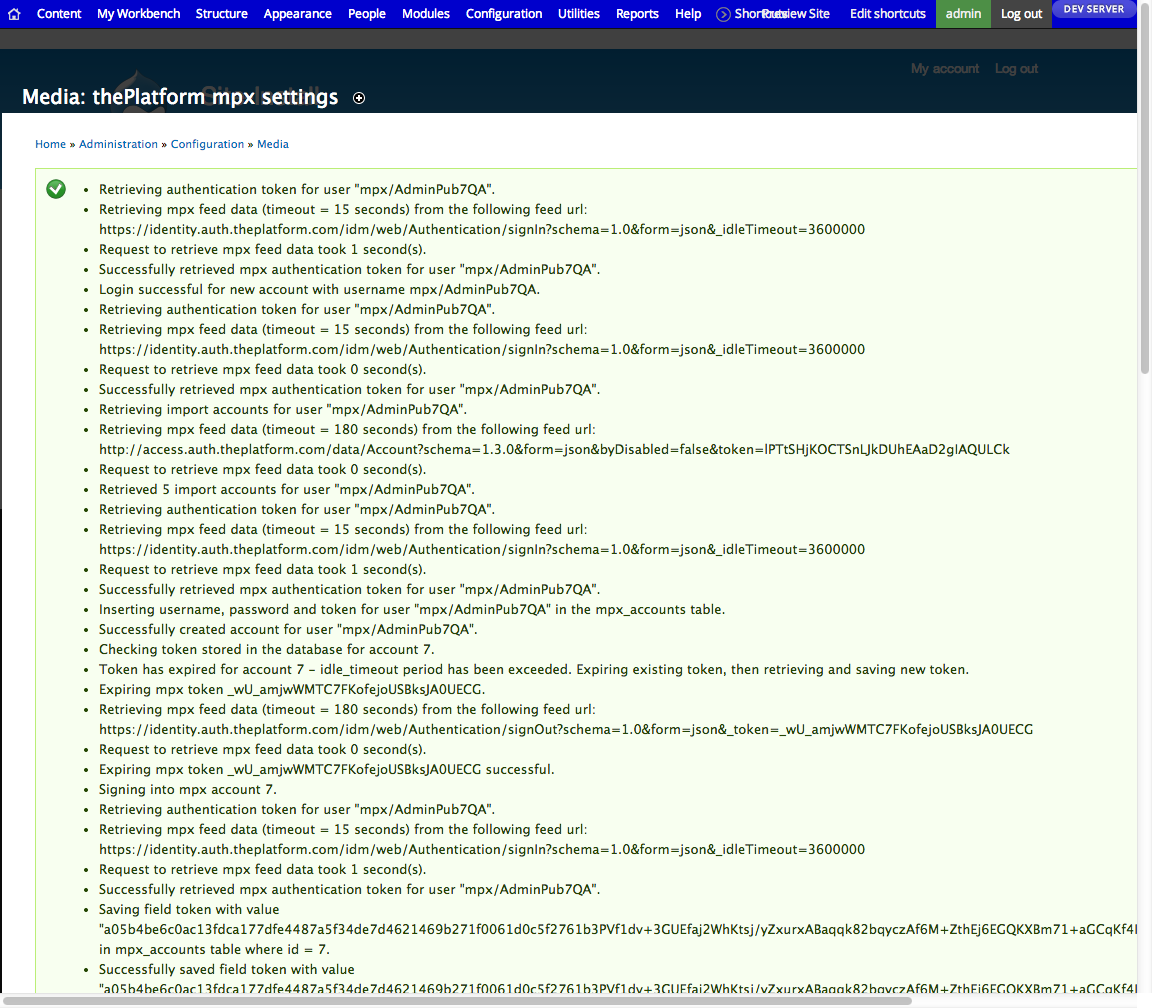 Content My Workbench Structure Appearance People Modules Configuration Utilities Reports Help Shortcuts Preview Site Edit shortcuts admin Log out DEV SERVER
My account Log out
Media: thePlatform mpx settings
Home » Administration » Configuration » Media
• Retrieving authentication token for user "mpx/AdminPub7QA".
• Retrieving mpx feed data (timeout = 15 seconds) from the following feed url:
https://identity.auth.theplatform.com/idm/web/Authentication/signIn?schema=1.0&form=json&_idleTimeout=3600000
• Request to retrieve mpx feed data took 1 second(s).
• Successfully retrieved mpx authentication token for user "mpx/AdminPub7QA".
• Login successful for new account with username mpx/AdminPub7QA.
• Retrieving authentication token for user "mpx/AdminPub7QA".
• Retrieving mpx feed data (timeout = 15 seconds) from the following feed url:
https://identity.auth.theplatform.com/idm/web/Authentication/signIn?schema=1.0&form=json&_idleTimeout=3600000
• Request to retrieve mpx feed data took 0 second(s).
• Successfully retrieved mpx authentication token for user "mpx/AdminPub7QA".
• Retrieving import accounts for user "mpx/AdminPub7QA".
• Retrieving mpx feed data (timeout = 180 seconds) from the following feed url:
http://access.auth.theplatform.com/data/Account?schema=1.3.0&form=json&byDisabled=false&token=lPTtSHjKOCTSnLJkDUhEAaD2gIAQULCk
• Request to retrieve mpx feed data took 0 second(s).
• Retrieved 5 import accounts for user "mpx/AdminPub7QA".
• Retrieving authentication token for user "mpx/AdminPub7QA".
• Retrieving mpx feed data (timeout = 15 seconds) from the following feed url:
https://identity.auth.theplatform.com/idm/web/Authentication/signIn?schema=1.0&form=json&_idleTimeout=3600000
• Request to retrieve mpx feed data took 1 second(s).
• Successfully retrieved mpx authentication token for user "mpx/AdminPub7QA".
• Inserting username, password and token for user "mpx/AdminPub7QA" in the mpx_accounts table.
• Successfully created account for user "mpx/AdminPub7QA".
• Checking token stored in the database for account 7.
• Token has expired for account 7 – idle_timeout period has been exceeded. Expiring existing token, then retrieving and saving new token.
• Expiring mpx token _wU_amjwWMTC7FKofejoUSBksJA0UECG.
• Retrieving mpx feed data (timeout = 180 seconds) from the following feed url:
https://identity.auth.theplatform.com/idm/web/Authentication/signOut?schema=1.0&form=json&_token=_wU_amjwWMTC7FKofejoUSBksJA0UECG
• Request to retrieve mpx feed data took 0 second(s).
• Expiring mpx token _wU_amjwWMTC7FKofejoUSBksJA0UECG successful.
• Signing into mpx account 7.
• Retrieving authentication token for user "mpx/AdminPub7QA".
• Retrieving mpx feed data (timeout = 15 seconds) from the following feed url:
https://identity.auth.theplatform.com/idm/web/Authentication/signIn?schema=1.0&form=json&_idleTimeout=3600000
• Request to retrieve mpx feed data took 1 second(s).
• Successfully retrieved mpx authentication token for user "mpx/AdminPub7QA".
• Saving field token with value
"a05b4be6c0ac13fdca177dfe4487a5f34de7d4621469b271f0061d0c5f2761b3PVf1dv+3GUEfaj2WhKtsj/yZxurxABaqqk82bqyczAf6M+ZthEj6EGQKXBm71+aGCqKf4
in mpx_accounts table where id = 7.
• Successfully saved field token with value
"a05b4be6c0ac13fdca177dfe4487a5f34de7d4621469b271f0061d0c5f2761b3PVf1dv+3GUEfaj2WhKtsj/yZxurxABaqqk82bqyczAf6M+ZthEj6EGQKXBm71+aGCqKf4